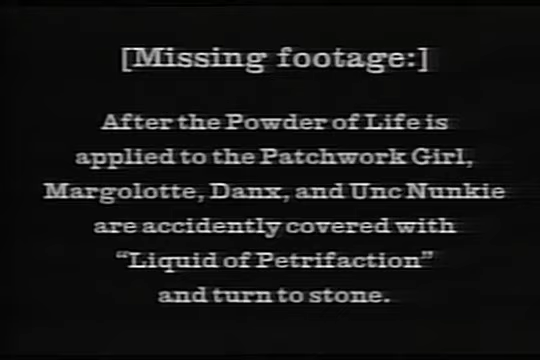 [Missing footage:]
After the Powder of Life is
applied to the Patchwork Girl,
Margolotte, Danx, and Unc Nunkie
are accidently covered with
“Liquid of Petrifaction”
and turn to stone.